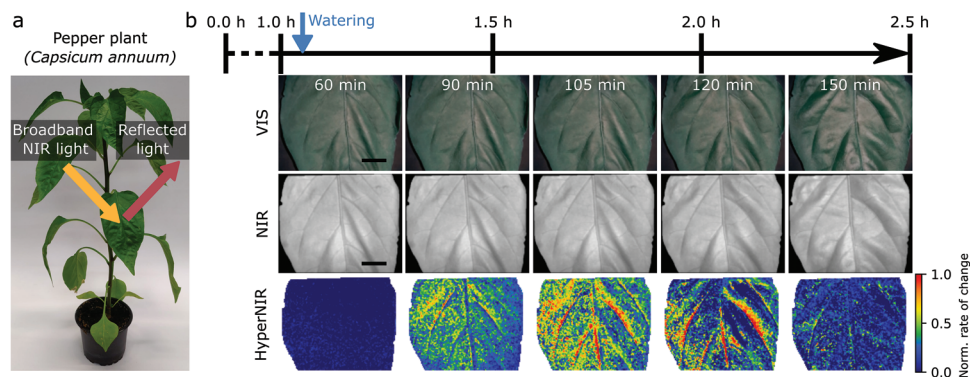 a
Pepper plant
(Capsicum annuum)
Broadband
NIR light
Reflected
light
b
0.0 h
1.0 h
Watering
1.5 h
2.0 h
2.5 h
VIS
60 min
90 min
105 min
120 min
150 min
NIR
HyperNIR
1.0
0.5
0.0
Norm. rate of change